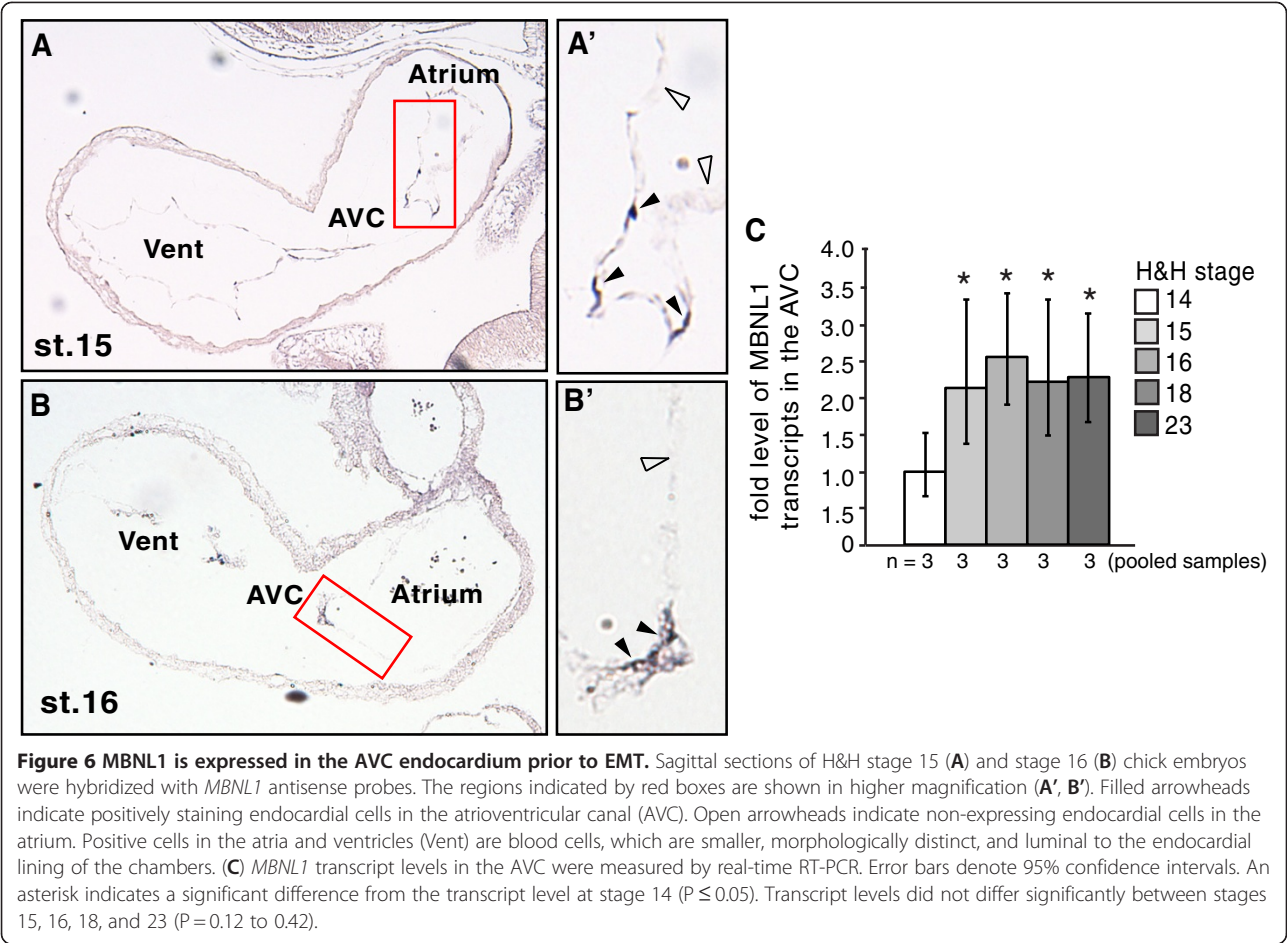 A
Atrium
AVC
Vent
st.15
A'
B
Vent
AVC
Atrium
st.16
B'
C
fold level of MBNL1
transcripts in the AVC
4.0
3.5
3.0
2.5
2.0
1.5
1.0
1.5
0
* * * *
n = 3 3 3 3 3 (pooled samples)
H&H stage
14
15
16
18
23
Figure 6 MBNL1 is expressed in the AVC endocardium prior to EMT. Sagittal sections of H&H stage 15 (A) and stage 16 (B) chick embryos
were hybridized with MBNL1 antisense probes. The regions indicated by red boxes are shown in higher magnification (A', B'). Filled arrowheads
indicate positively staining endocardial cells in the atrioventricular canal (AVC). Open arrowheads indicate non-expressing endocardial cells in the
atrium. Positive cells in the atria and ventricles (Vent) are blood cells, which are smaller, morphologically distinct, and luminal to the endocardial
lining of the chambers. (C) MBNL1 transcript levels in the AVC were measured by real-time RT-PCR. Error bars denote 95% confidence intervals. An
asterisk indicates a significant difference from the transcript level at stage 14 (P ≤ 0.05). Transcript levels did not differ significantly between stages
15, 16, 18, and 23 (P = 0.12 to 0.42).